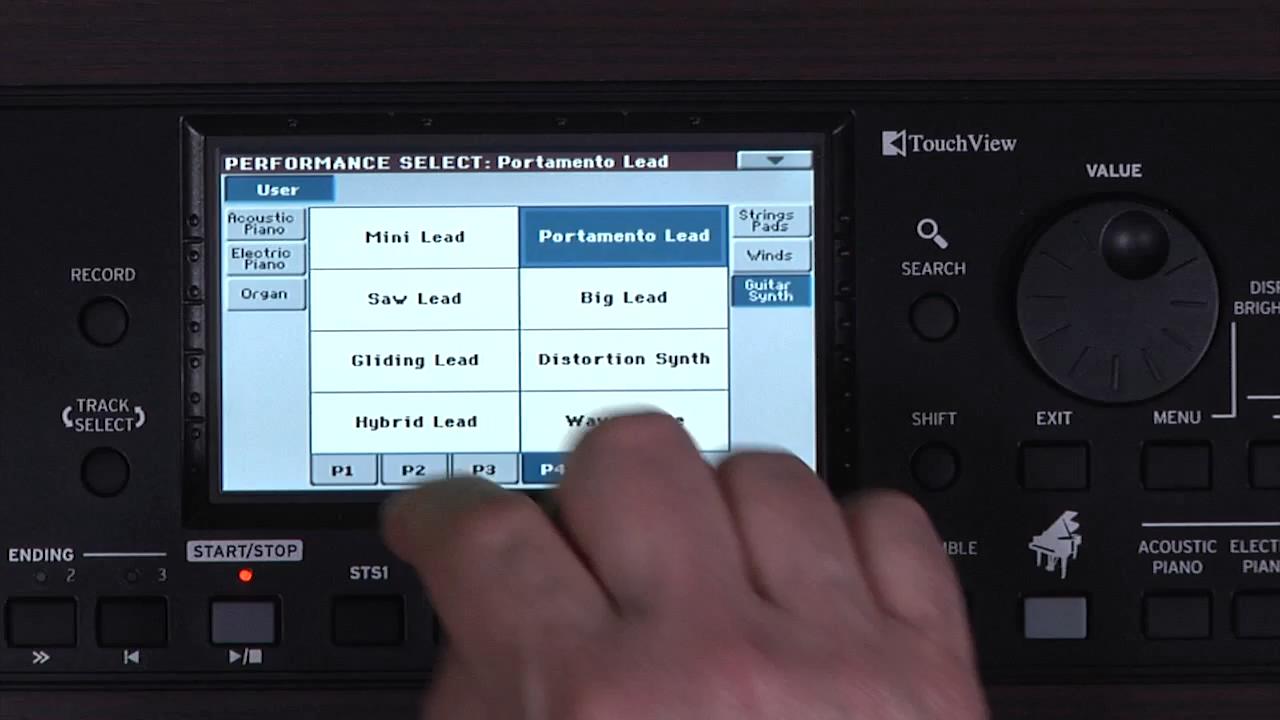 TouchView
PERFORMANCE SELECT: Portamento Lead
User
Acoustic
Piano
Electric
Piano
Organ
Mini Lead
Portamento Lead
Saw Lead
Big Lead
Gliding Lead
Distortion Synth
Hybrid Lead
P1
P2
P3
P4
Strings
Pads
Winds
Guitar
Synth
VALUE
SEARCH
RECORD
TRACK
SELECT
SHIFT
EXIT
MENU
ENDING
2
3
START/STOP
STS1
ACOUSTIC
PIANO